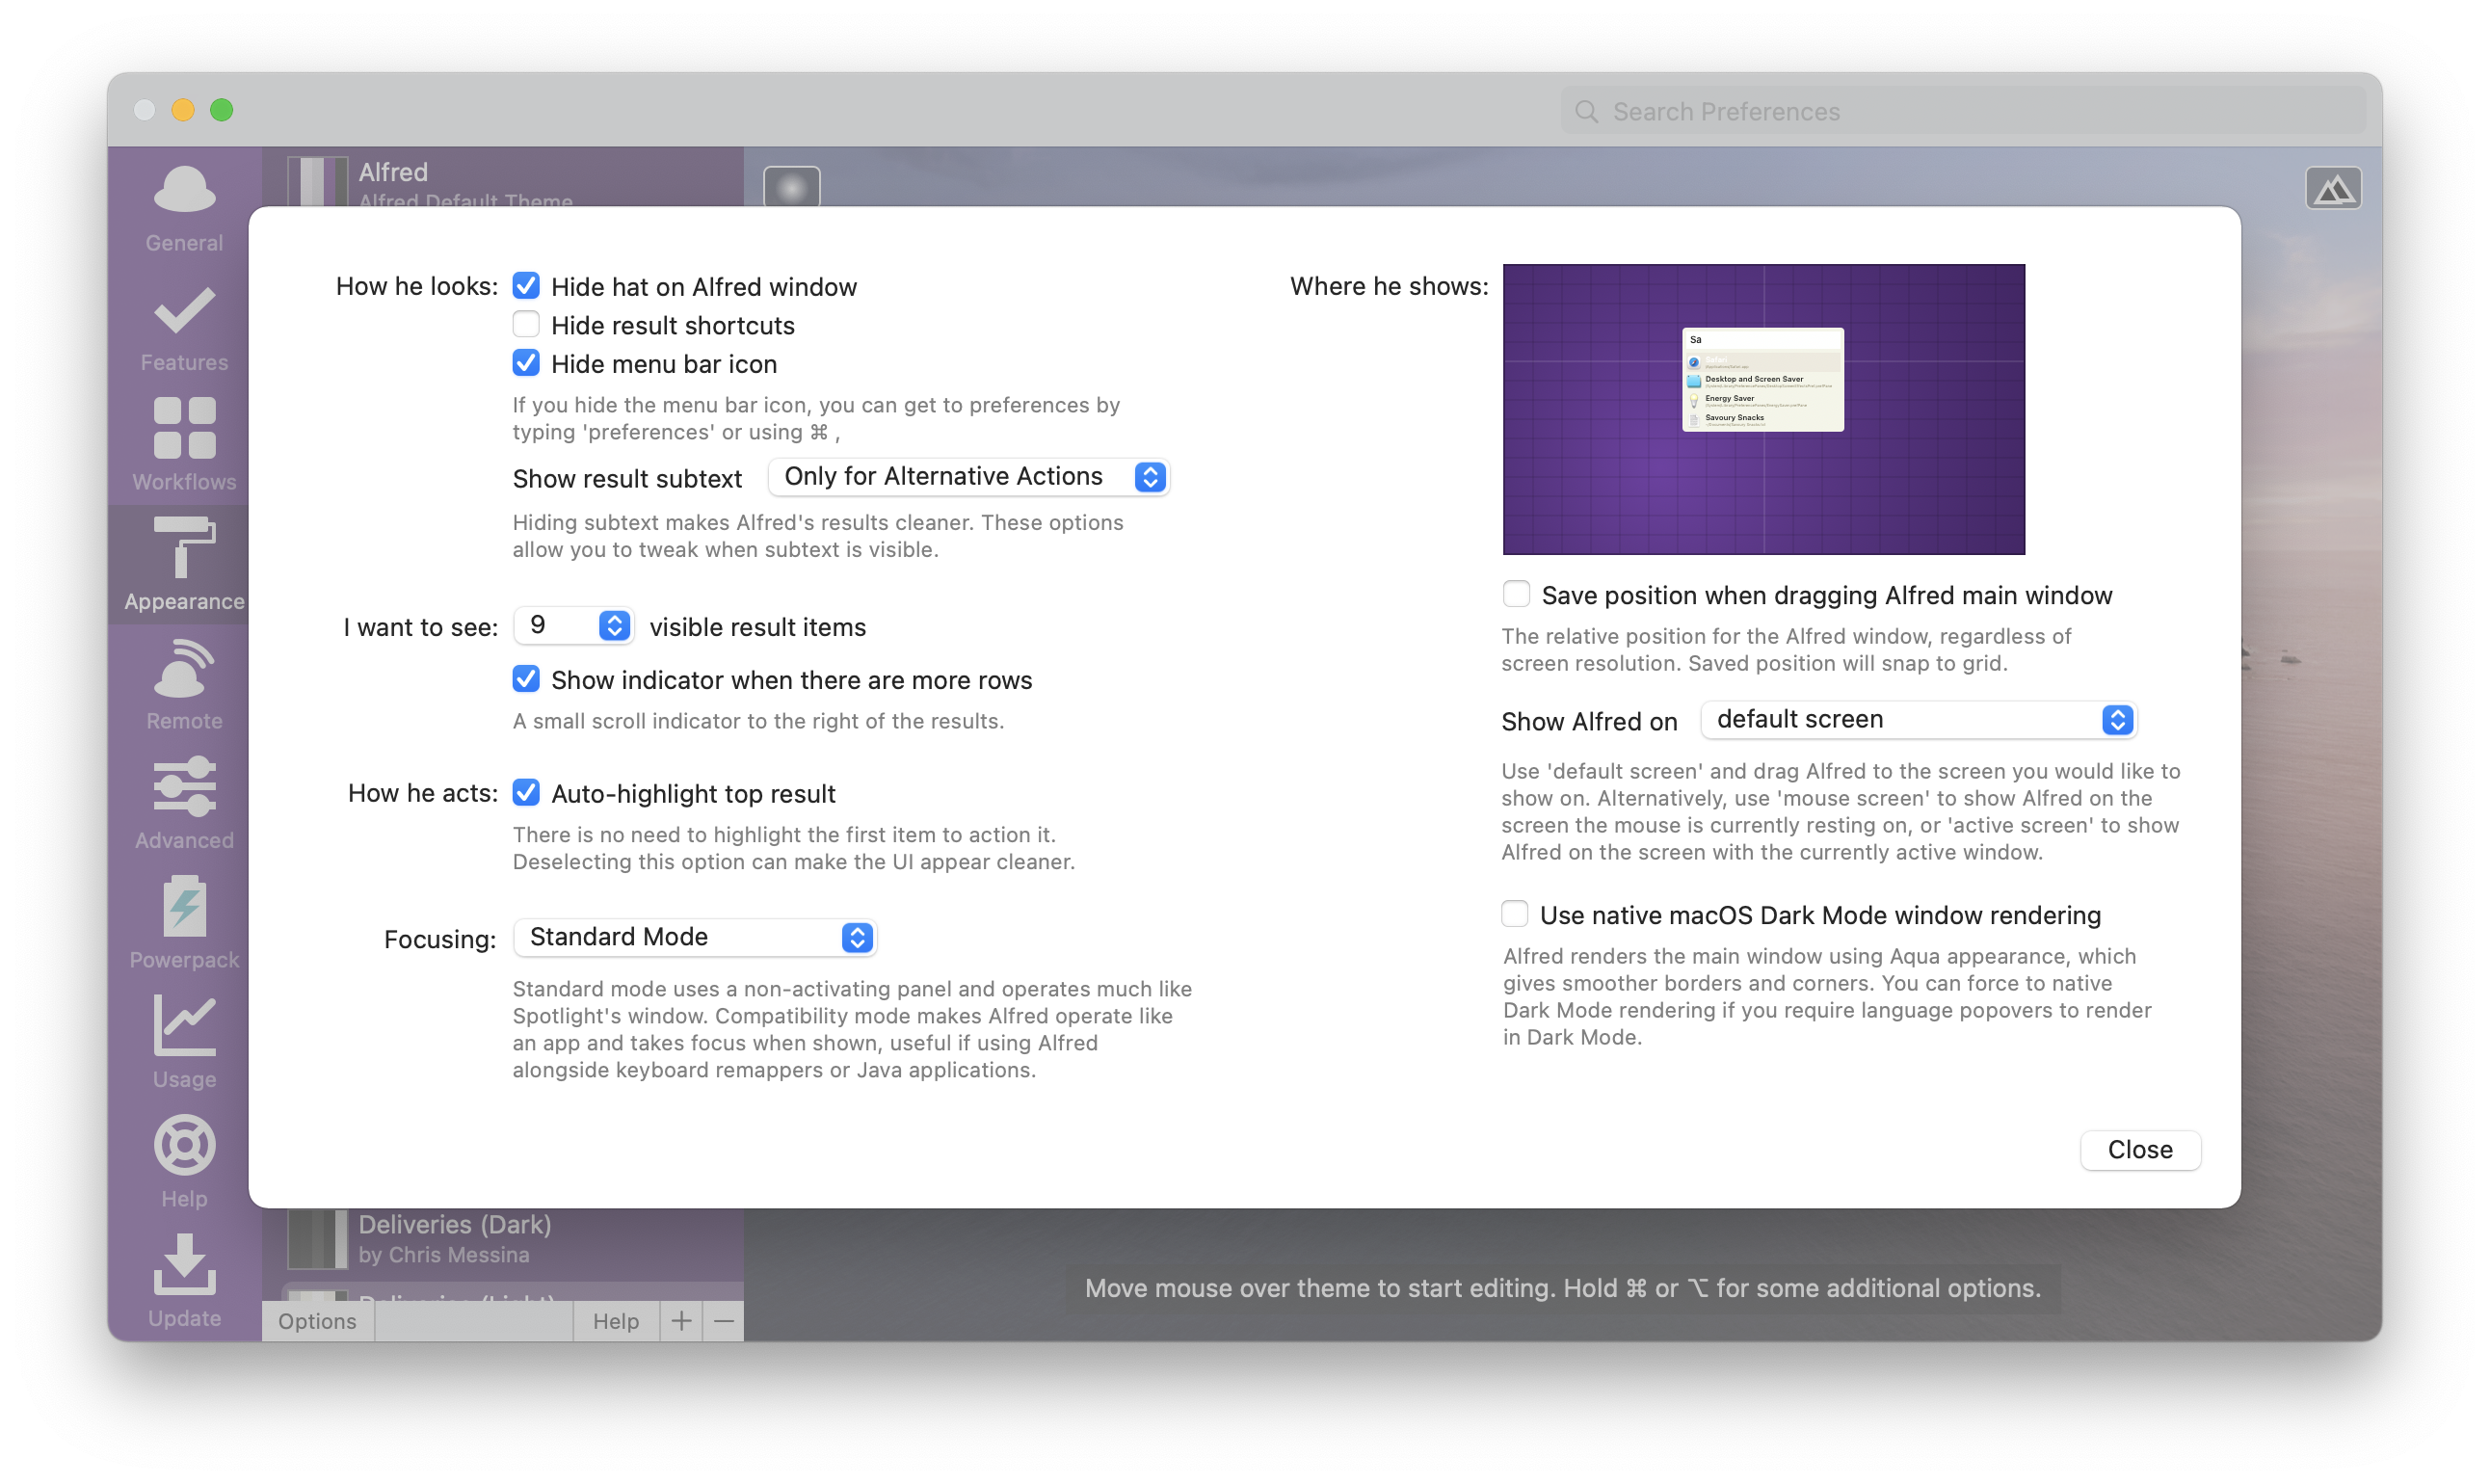 Search Preferences
General
Features
Workflows
Appearance
Remote
Advanced
Powerpack
Usage
Help
Update
Alfred
Alfred Default Theme
How he looks:
Hide hat on Alfred window
Hide result shortcuts
Hide menu bar icon
If you hide the menu bar icon, you can get to preferences by
typing 'preferences' or using ⌘ ,
Show result subtext
Only for Alternative Actions
Hiding subtext makes Alfred's results cleaner. These options
allow you to tweak when subtext is visible.
I want to see:
9
visible result items
Show indicator when there are more rows
A small scroll indicator to the right of the results.
How he acts:
Auto-highlight top result
There is no need to highlight the first item to action it.
Deselecting this option can make the UI appear cleaner.
Focusing:
Standard Mode
Standard mode uses a non-activating panel and operates much like
Spotlight's window. Compatibility mode makes Alfred operate like
an app and takes focus when shown, useful if using Alfred
alongside keyboard remappers or Java applications.
Where he shows:
Sa
Safari
Desktop and Screen Saver
Energy Saver
Savoury Snacks
Save position when dragging Alfred main window
The relative position for the Alfred window, regardless of
screen resolution. Saved position will snap to grid.
Show Alfred on
default screen
Use 'default screen' and drag Alfred to the screen you would like to
show on. Alternatively, use 'mouse screen' to show Alfred on the
screen the mouse is currently resting on, or 'active screen' to show
Alfred on the screen with the currently active window.
Use native macOS Dark Mode window rendering
Alfred renders the main window using Aqua appearance, which
gives smoother borders and corners. You can force to native
Dark Mode rendering if you require language popovers to render
in Dark Mode.
Close
Deliveries (Dark)
by Chris Messina
Deliveries (Light)
Options
Help
Move mouse over theme to start editing. Hold ⌘ or ⌥ for some additional options.